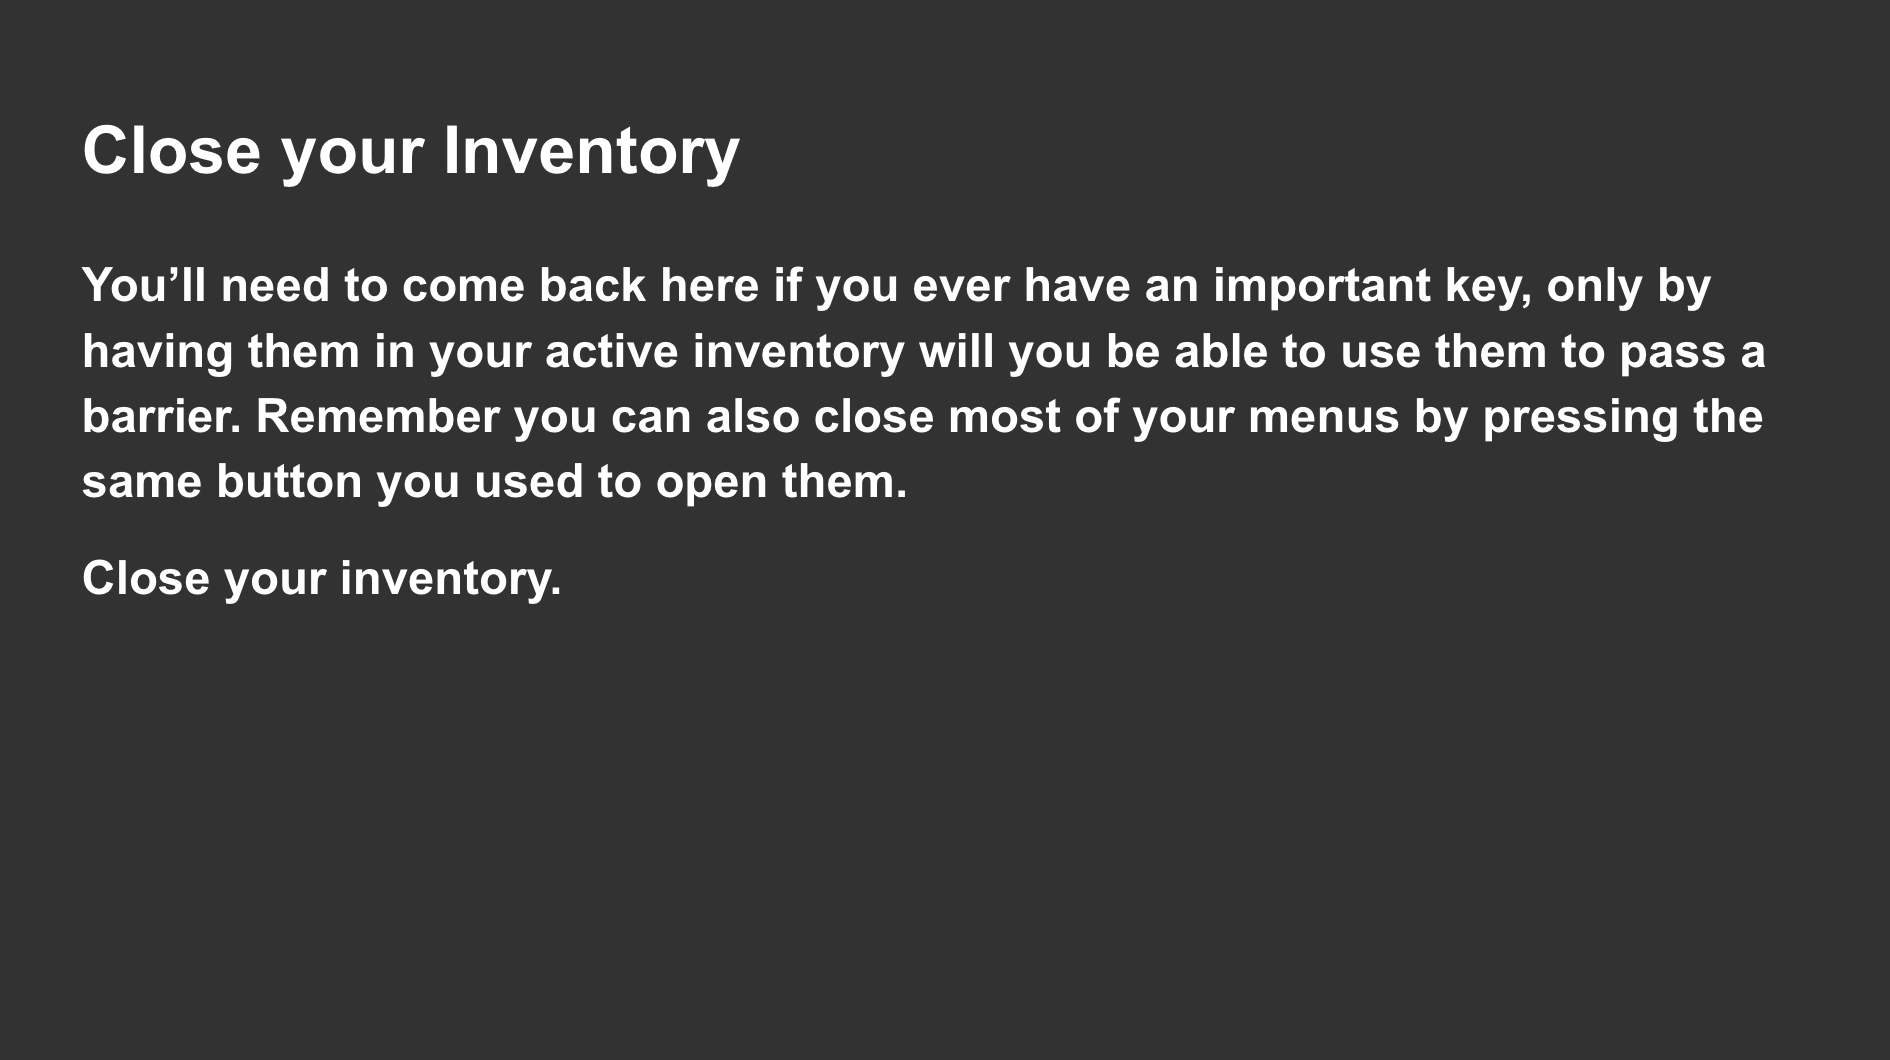 Close your Inventory
You’ll need to come back here if you ever have an important key, only by
having them in your active inventory will you be able to use them to pass a
barrier. Remember you can also close most of your menus by pressing the
same button you used to open them.
Close your inventory.